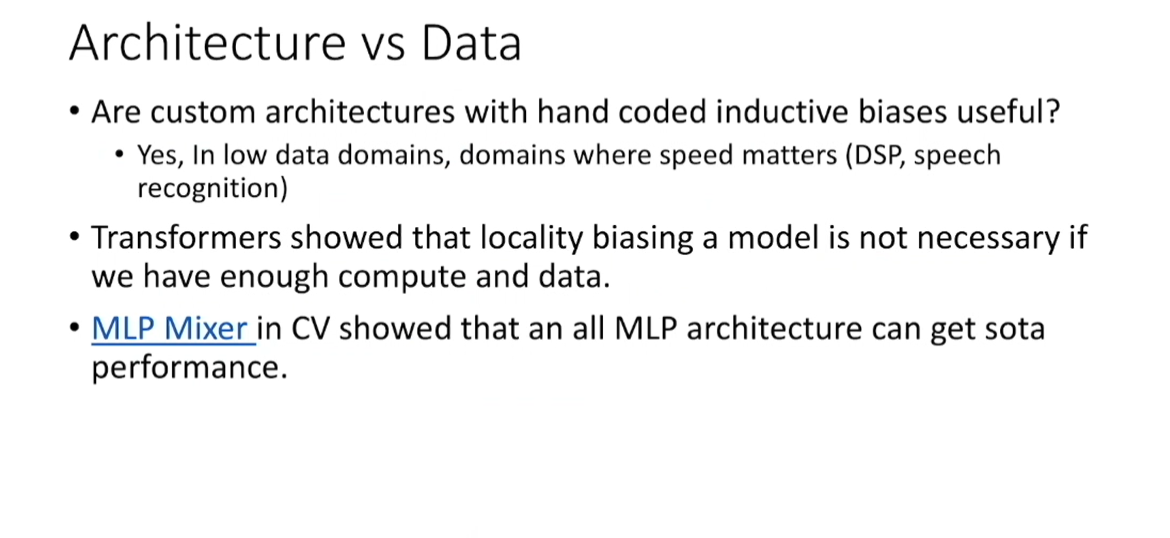 Architecture vs Data
• Are custom architectures with hand coded inductive biases useful?
• Yes, In low data domains, domains where speed matters (DSP, speech
recognition)
• Transformers showed that locality biasing a model is not necessary if
we have enough compute and data.
• MLP Mixer in CV showed that an all MLP architecture can get sota
performance.